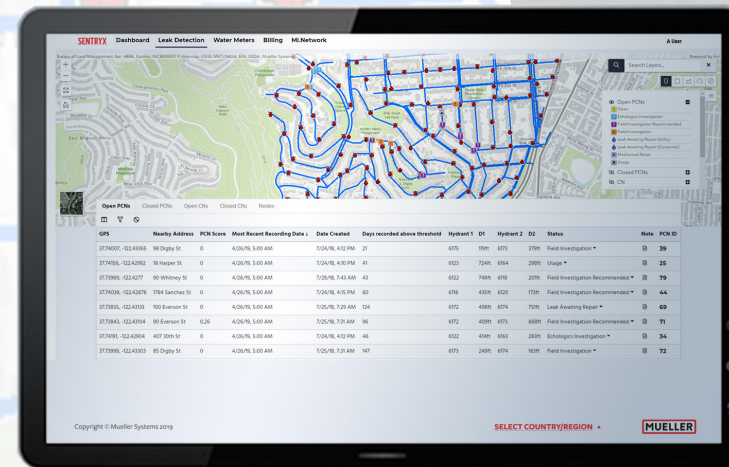 SENTRYX Dashboard Leak Detection Water Meters Billing Mi.Network A User
Search Layers...
Open PCNs
Open
Echologics Investigation
Field Investigation Recommended
Field Investigation
Leak Awaiting Repair (Utility)
Leak Awaiting Repair (Consumer)
Mechanical Noise
Usage
Closed PCNs
CN
Open PCNs Closed PCNs Open CNs Closed CNs Nodes
GPS Nearby Address PCN Score Most Recent Recording Date ↓ Date Created Days recorded above threshold Hydrant 1 D1 Hydrant 2 D2 Status Note PCN ID
37.74007, -122.43365 98 Digby St 0 4/26/19, 5:00 AM 7/24/18, 4:12 PM 21 6175 119ft 6173 379ft Field Investigation 39
37.74156, -122.42992 18 Harper St 0 4/26/19, 5:00 AM 7/24/18, 4:10 PM 41 6123 724ft 6164 298ft Usage 25
37.73989, -122.4277 90 Whitney St 0 4/26/19, 5:00 AM 7/29/18, 7:43 AM 43 6122 748ft 6118 201ft Field Investigation Recommended 79
37.74039, -122.42878 1784 Sanchez St 0 4/26/19, 5:00 AM 7/24/18, 4:15 PM 60 6118 435ft 6120 173ft Field Investigation Recommended 44
37.73835, -122.43133 100 Everson St 0 4/26/19, 5:00 AM 7/25/18, 7:29 AM 124 6172 498ft 6174 751ft Leak Awaiting Repair 69
37.73843, -122.43104 90 Everson St 0.26 4/26/19, 5:00 AM 7/25/18, 7:31 AM 96 6172 409ft 6173 668ft Field Investigation Recommended 71
37.74191, -122.42904 407 30th St 0 4/26/19, 5:00 AM 7/24/18, 4:12 PM 46 6122 414ft 6163 283ft Echologics Investigation 34
37.73999, -122.43303 85 Digby St 0 4/26/19, 5:00 AM 7/25/18, 7:31 AM 147 6173 249ft 6174 163ft Usage 72
Copyright © Mueller Systems 2019 SELECT COUNTRY/REGION MUELLER